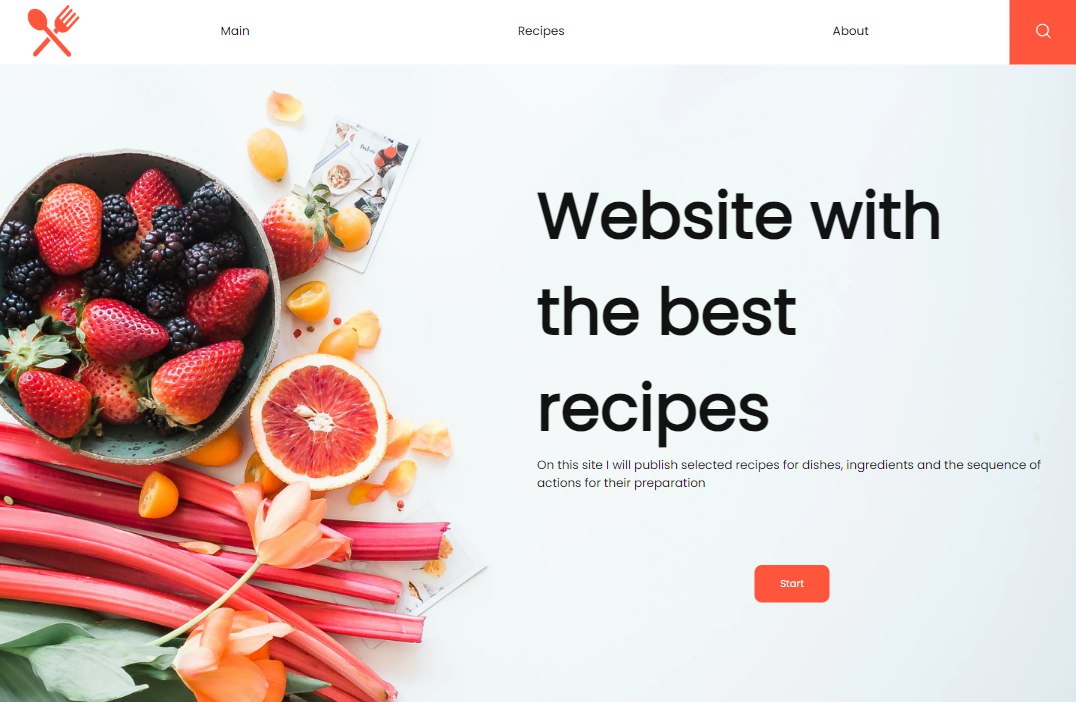 Main
Recipes
About
Website with
the best
recipes
On this site I will publish selected recipes for dishes, ingredients and the sequence of
actions for their preparation
Start